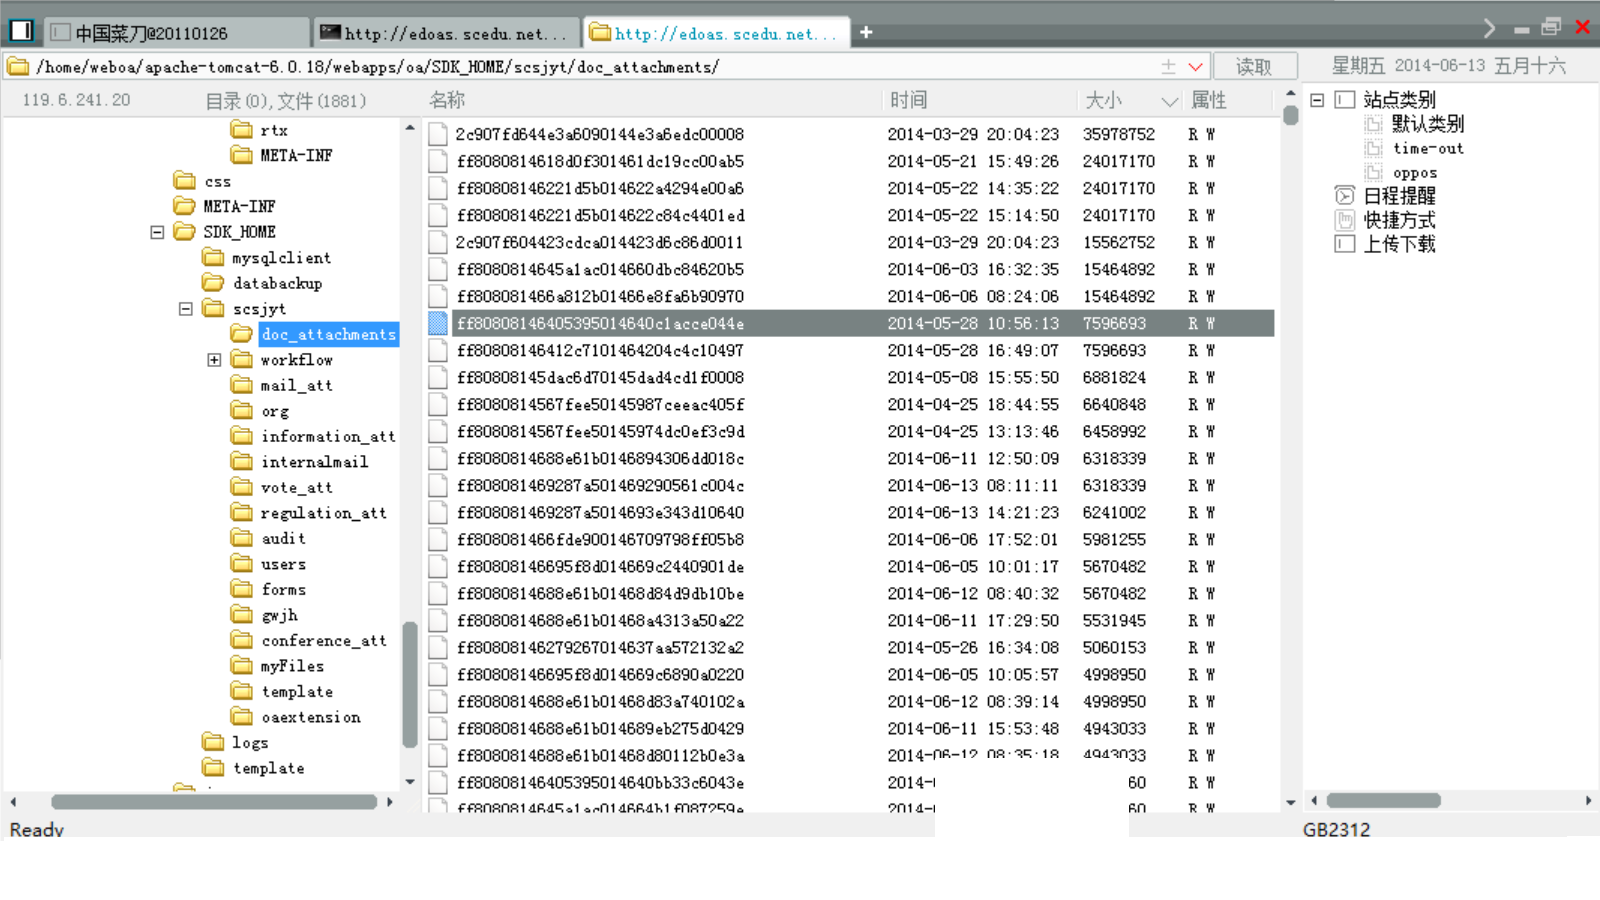 中国菜刀@20110126
http://edoas.scedu.net...
http://edoas.scedu.net...
/home/weboa/apache-tomcat-6.0.18/webapps/oa/SDK_HOME/scsjyt/doc_attachments/
读取
星期五 2014-06-13 五月十六
119.6.241.20
目录(0),文件(1881)
名称 时间 大小 属性
rtx
META-INF
css
META-INF
SDK_HOME
mysqlclient
databackup
scsjyt
doc_attachments
workflow
mail_att
org
information_att
internalmail
vote_att
regulation_att
audit
users
forms
gwjh
conference_att
myFiles
template
oaextension
logs
template
2c907fd644e3a6090144e3a6edc00008 2014-03-29 20:04:23 35978752 R W
ff8080814618d0f301461dc19cc00ab5 2014-05-21 15:49:26 24017170 R W
ff80808146221d5b014622a4294e00a6 2014-05-22 14:35:22 24017170 R W
ff80808146221d5b014622c84c4401ed 2014-05-22 15:14:50 24017170 R W
2c907f604423cdca014423d6c86d0011 2014-03-29 20:04:23 15562752 R W
ff80808145a1ac014660dbc84620b5 2014-06-03 16:32:35 15464892 R W
ff808081466a812b01466e8fa6b90970 2014-06-06 08:24:06 15464892 R W
ff80808146405395014640c1acce044e 2014-05-28 10:56:13 7596693 R W
ff80808146412c7101464204c4c10497 2014-05-28 16:49:07 7596693 R W
ff80808145dac6d70145dad4cd1f0008 2014-05-08 15:55:50 6881824 R W
ff8080814567fee50145987ceeac405f 2014-04-25 18:44:55 6640848 R W
ff8080814567fee50145974dc0ef3c9d 2014-04-25 13:13:46 6458992 R W
ff8080814688e61b0146894306dd018c 2014-06-11 12:50:09 6318339 R W
ff808081469287a501469290561c004c 2014-06-13 08:11:11 6318339 R W
ff808081469287a5014693e343d10640 2014-06-13 14:21:23 6241002 R W
ff808081466fde900146709798ff05b8 2014-06-06 17:52:01 5981255 R W
ff80808146695f8d014669c2440901de 2014-06-05 10:01:17 5670482 R W
ff8080814688e61b01468d84d9db10be 2014-06-12 08:40:32 5670482 R W
ff8080814688e61b01468a4313a50a22 2014-06-11 17:29:50 5531945 R W
ff80808146279267014637aa572132a2 2014-05-26 16:34:08 5060153 R W
ff80808146695f8d014669c6890a0220 2014-06-05 10:05:57 4998950 R W
ff8080814688e61b01468d83a740102a 2014-06-12 08:39:14 4998950 R W
ff8080814688e61b014689eb275d0429 2014-06-11 15:53:48 4943033 R W
ff8080814688e61b01468d80112b0e3a 2014-06-12 08:35:18 4943033 R W
ff80808146405395014640bb33c6043e 2014- 60 R W
ff8080814645a1ac014664b1f087259e 2014- 60 R W
站点类别
默认类别
time-out
oppos
日程提醒
快捷方式
上传下载
Ready
GB2312